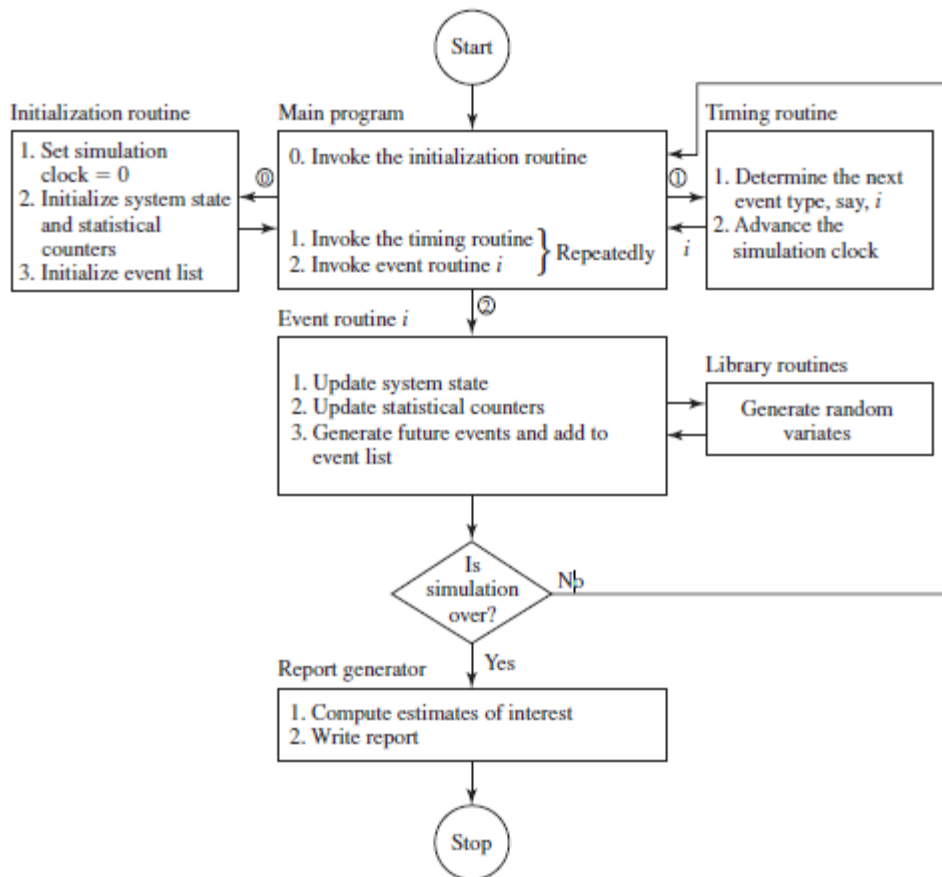 Start
Initialization routine
1. Set simulation
clock = 0
2. Initialize system state
and statistical
counters
3. Initialize event list
⓪
Main program
0. Invoke the initialization routine
1. Invoke the timing routine
2. Invoke event routine i
} Repeatedly
①
i
Timing routine
1. Determine the next
event type, say, i
2. Advance the
simulation clock
②
Event routine i
1. Update system state
2. Update statistical counters
3. Generate future events and add to
event list
Library routines
Generate random
variates
Is
simulation
over?
No
Yes
Report generator
1. Compute estimates of interest
2. Write report
Stop